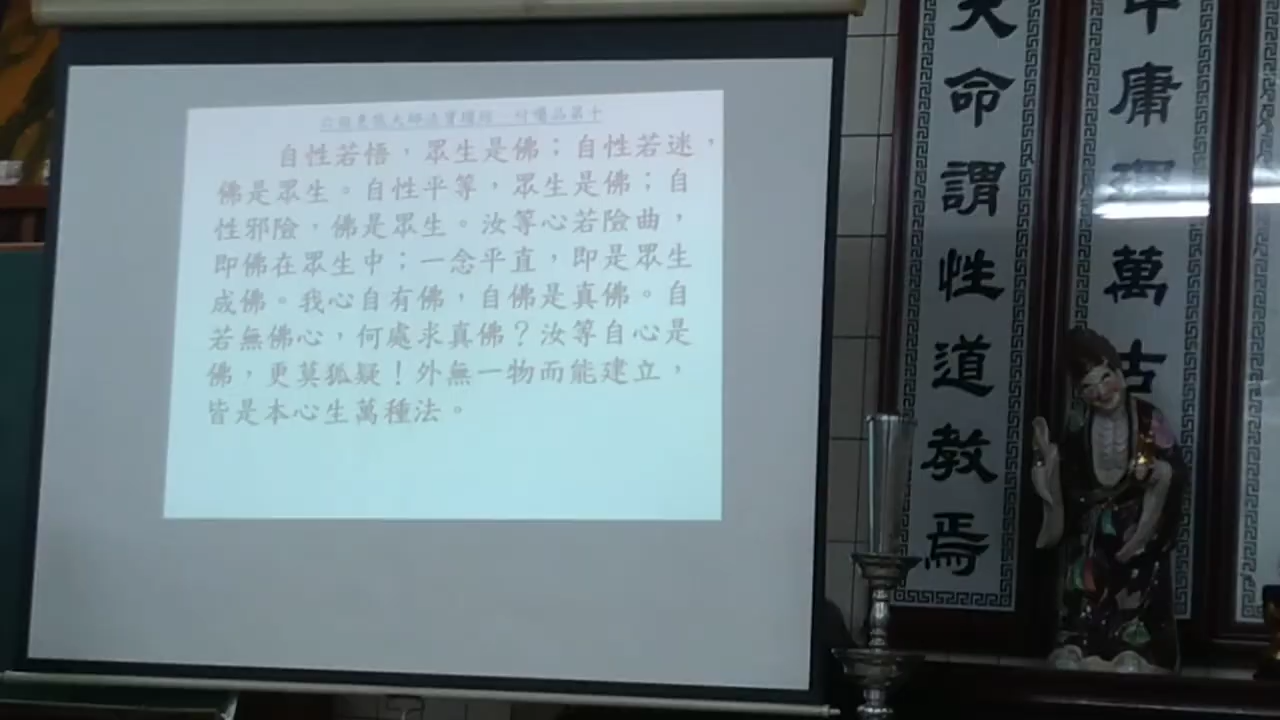 六祖惠能大師法寶壇經　付囑品第十
自性若悟，眾生是佛；自性若迷，
佛是眾生。自性平等，眾生是佛；自
性邪險，佛是眾生。汝等心若險曲，
即佛在眾生中；一念平直，即是眾生
成佛。我心自有佛，自佛是真佛。自
若無佛心，何處求真佛？汝等自心是
佛，更莫狐疑！外無一物而能建立，
皆是本心生萬種法。
天命謂性道教焉
中庸理萬古